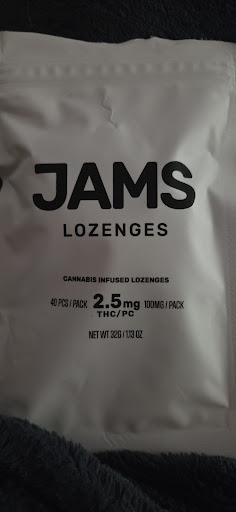 JAMS
LOZENGES
CANNABIS INFUSED LOZENGES
40 PCS / PACK 2.5mg 100MG / PACK
THC/PC
NET WT 32G / 1.13 OZ